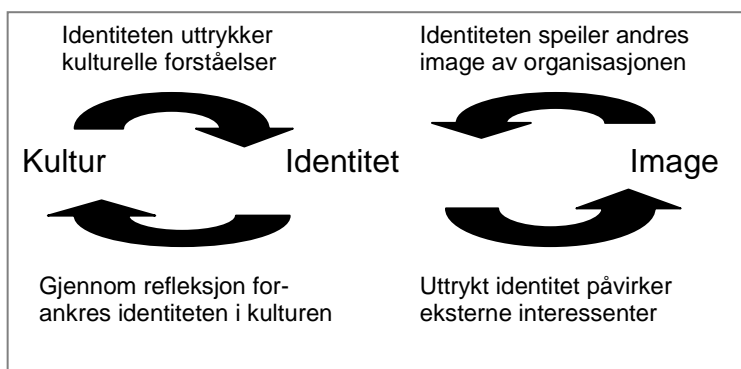 Identiteten uttrykker
kulturelle forståelser
Identiteten speiler andres
image av organisasjonen
Kultur
Identitet
Image
Gjennom refleksjon for-
ankres identiteten i kulturen
Uttrykt identitet påvirker
eksterne interessenter